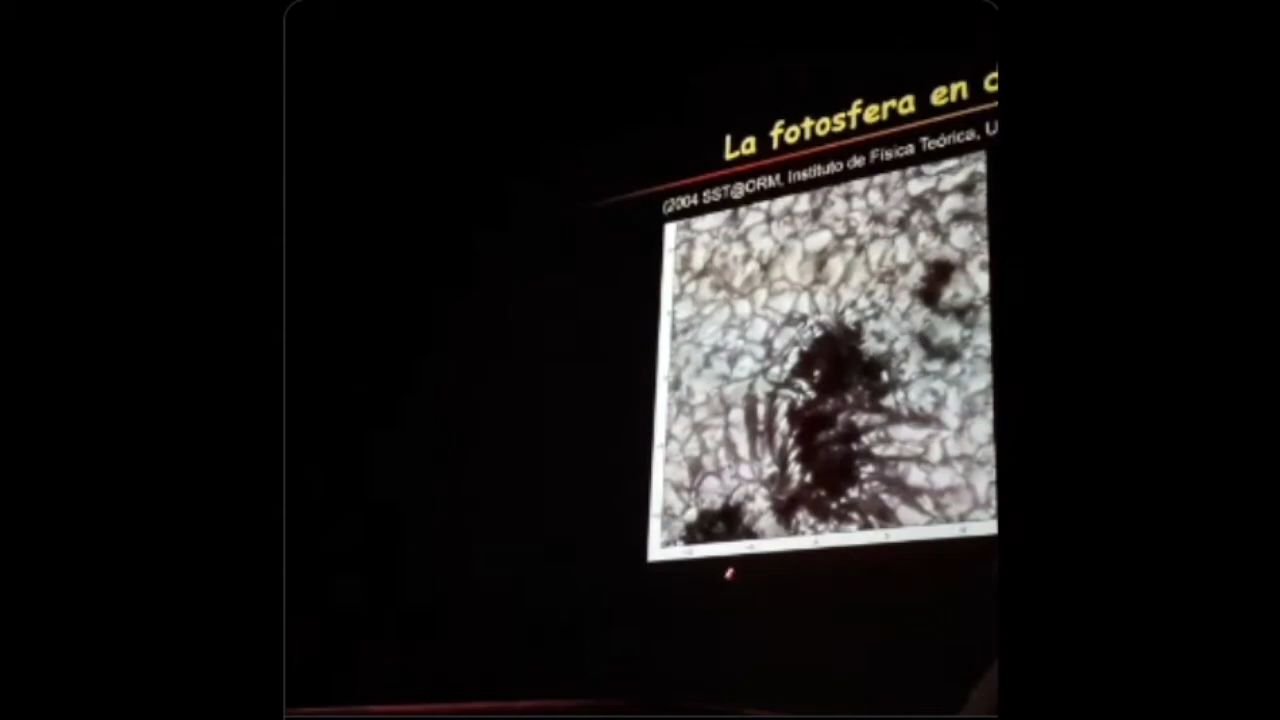 La fotosfera en
(2004 SST@ORM, Instituto de Física Teórica,